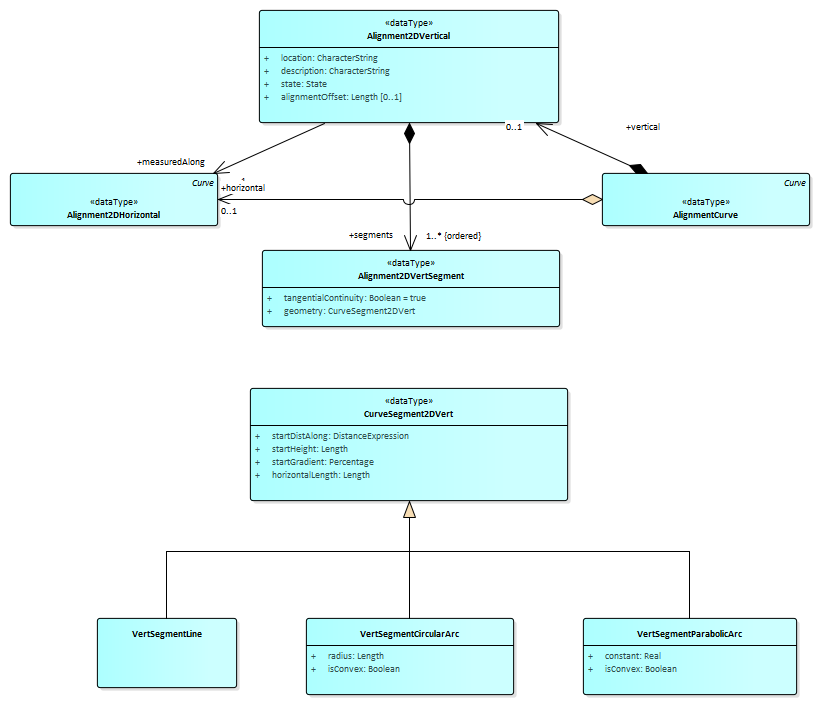 «dataType»
Alignment2DVertical
+ location: CharacterString
+ description: CharacterString
+ state: State
+ alignmentOffset: Length [0..1]
0..1
+vertical
+measuredAlong
Curve
«dataType»
Alignment2DHorizontal
+horizontal
0..1
Curve
«dataType»
AlignmentCurve
+segments
1..* {ordered}
«dataType»
Alignment2DVertSegment
+ tangentialContinuity: Boolean = true
+ geometry: CurveSegment2DVert
«dataType»
CurveSegment2DVert
+ startDistAlong: DistanceExpression
+ startHeight: Length
+ startGradient: Percentage
+ horizontalLength: Length
VertSegmentLine
VertSegmentCircularArc
+ radius: Length
+ isConvex: Boolean
VertSegmentParabolicArc
+ constant: Real
+ isConvex: Boolean